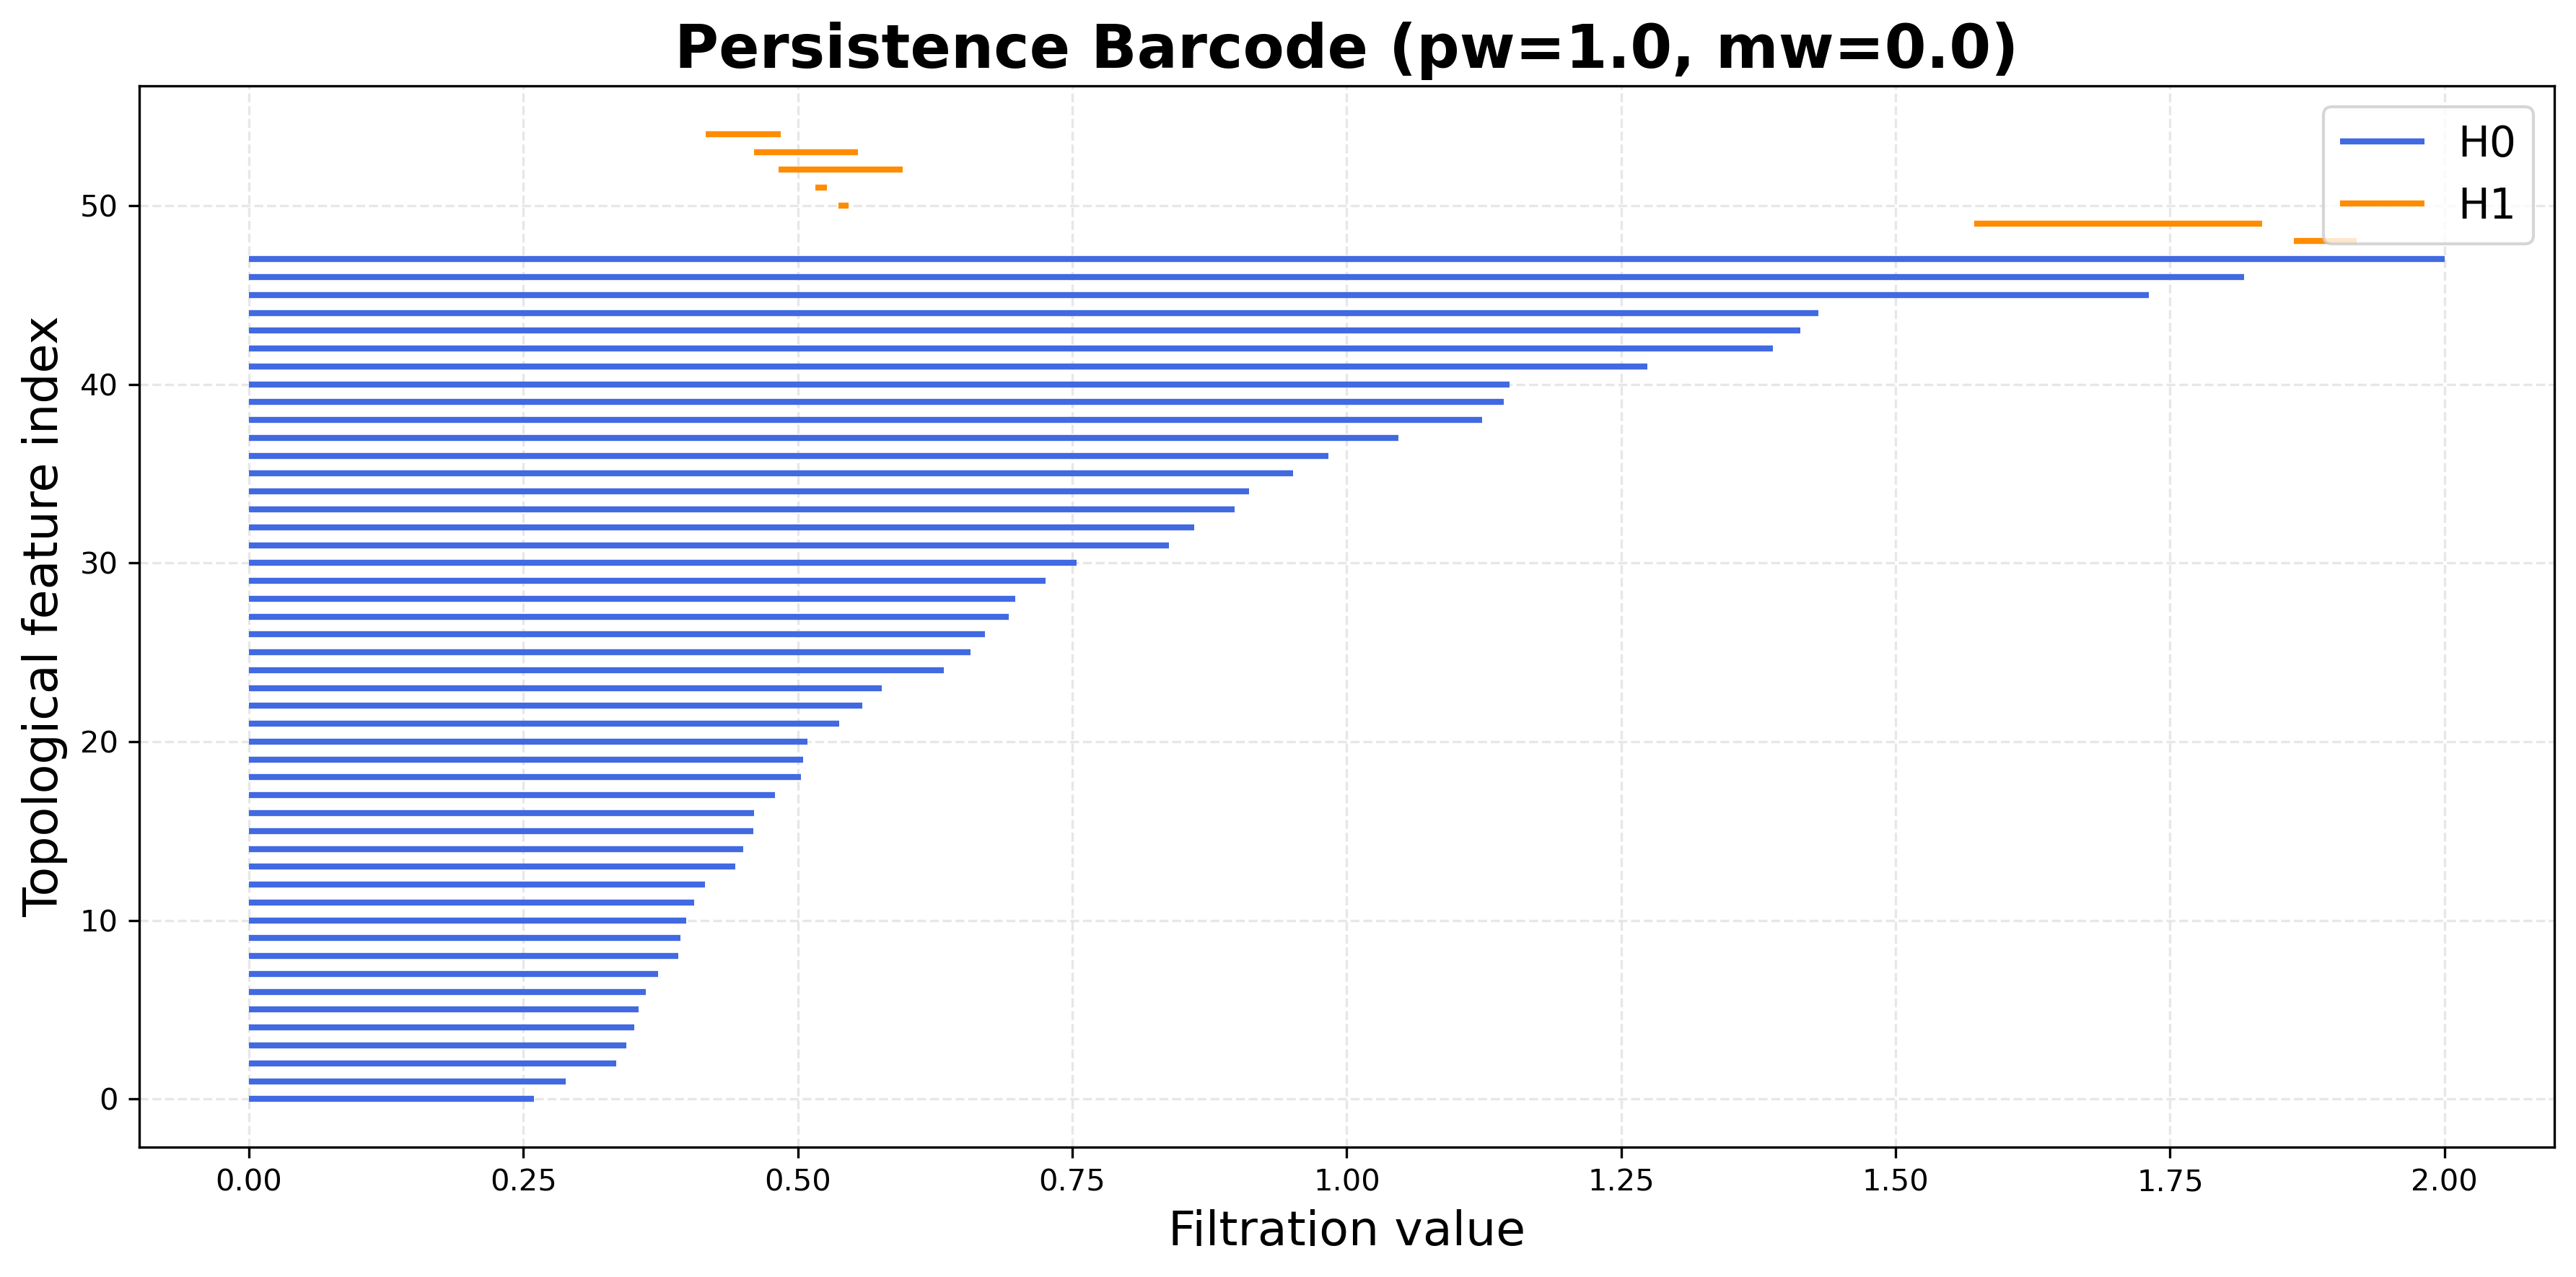 Persistence Barcode (pw=1.0, mw=0.0)
H0
H1
Topological feature index
50
40
30
20
10
0
0.00 0.25 0.50 0.75 1.00 1.25 1.50 1.75 2.00
Filtration value